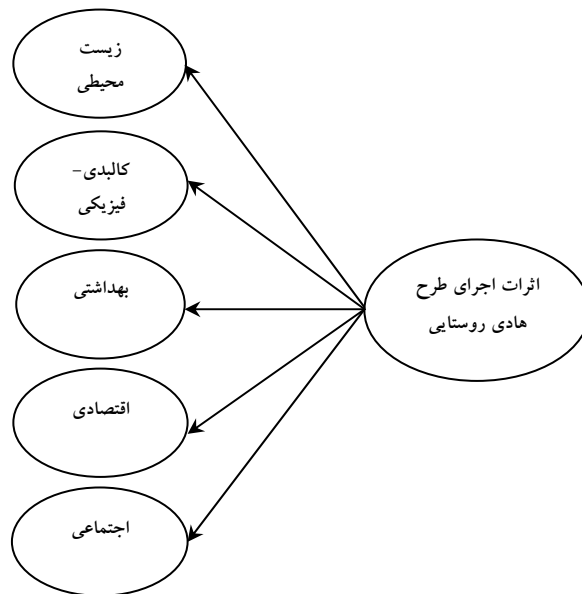 زیست
محیطی
کالبدی-
فیزیکی
بهداشتی
اثرات اجرای طرح
هادی روستایی
اقتصادی
اجتماعی